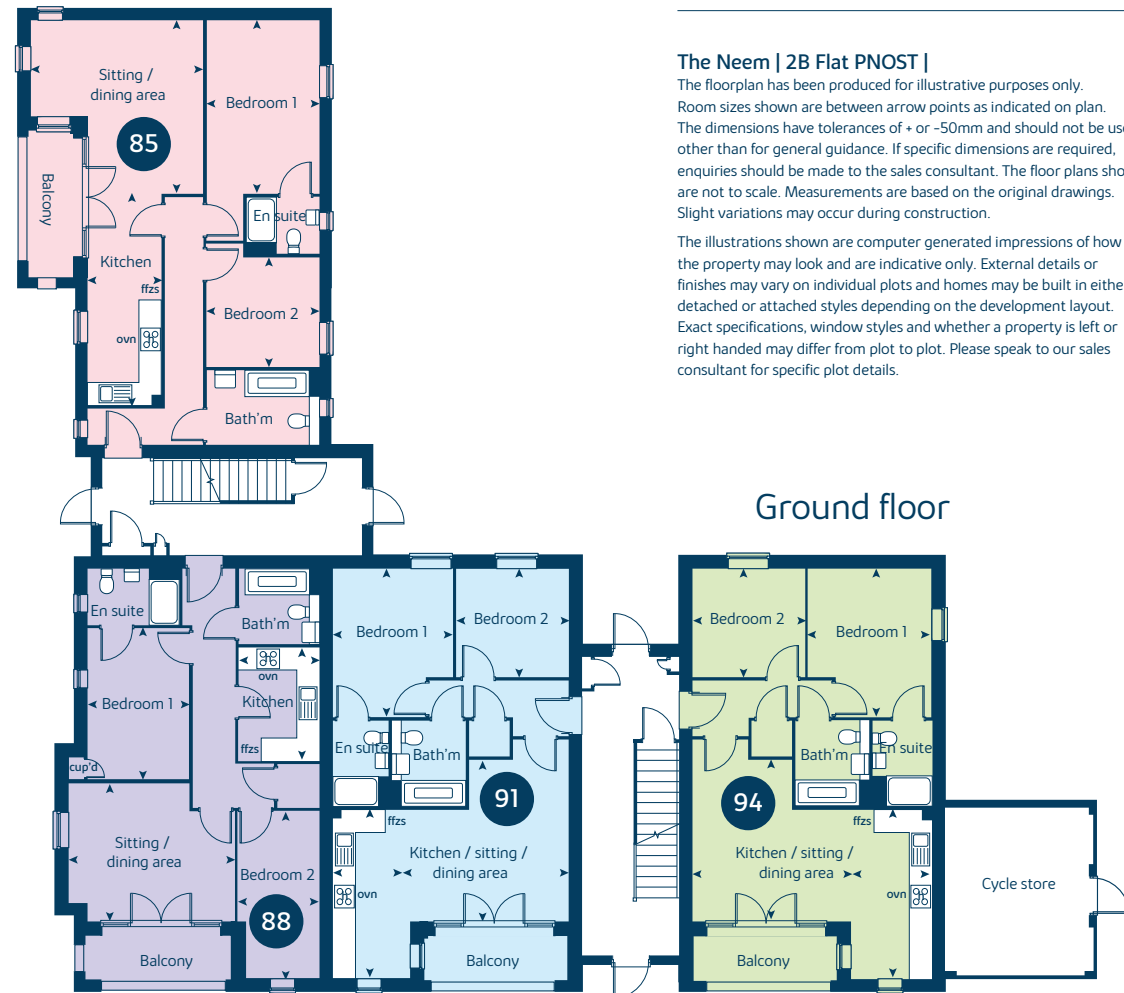 The Neem | 2B Flat PNOST |
The floorplan has been produced for illustrative purposes only.
Room sizes shown are between arrow points as indicated on plan.
The dimensions have tolerances of + or -50mm and should not be
other than for general guidance. If specific dimensions are required,
enquiries should be made to the sales consultant. The floor plans
are not to scale. Measurements are based on the original drawings.
Slight variations may occur during construction.
The illustrations shown are computer generated impressions of how
the property may look and are indicative only. External details or
finishes may vary on individual plots and homes may be built in
detached or attached styles depending on the development layout.
Exact specifications, window styles and whether a property is left or
right handed may differ from plot to plot. Please speak to our sales
consultant for specific plot details.
Sitting /
dining area
85
Bedroom 1
Balcony
En suite
Kitchen
ffzs
ovn
Bedroom 2
Bath'm
Ground floor
En suite
Bath'm
ovn
Kitchen
ffzs
Bedroom 1
cup'd
Sitting /
dining area
Bedroom 2
88
Balcony
Bedroom 1
Bedroom 2
En suite
Bath'm
91
ffzs
Kitchen / sitting /
dining area
ovn
Balcony
Bedroom 2
Bedroom 1
Bath'm
En suite
94
ffzs
Kitchen / sitting /
dining area
ovn
Balcony
Cycle store